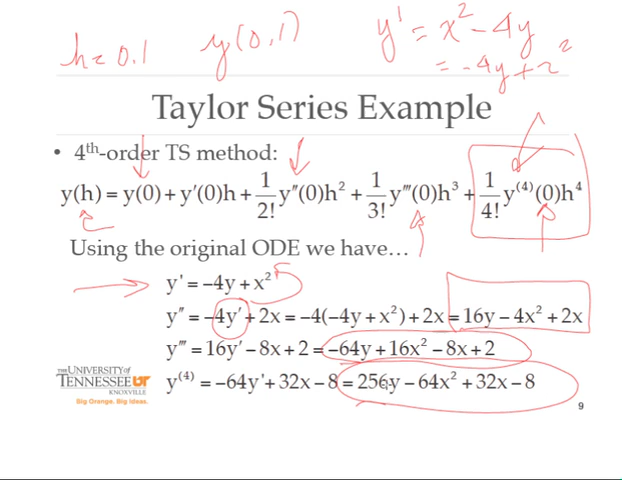 h = 0.1   y(0.1)   y' = x² - 4y
= -4y + x²
Taylor Series Example
• 4th-order TS method:
y(h) = y(0) + y'(0)h + 1/2! y''(0)h² + 1/3! y'''(0)h³ + 1/4! y⁽⁴⁾(0)h⁴
Using the original ODE we have…
y' = −4y + x²
y'' = −4y' + 2x = −4(−4y + x²) + 2x = 16y − 4x² + 2x
y''' = 16y' − 8x + 2 = −64y + 16x² − 8x + 2
y⁽⁴⁾ = −64y' + 32x − 8 = 256y − 64x² + 32x − 8
THE UNIVERSITY of
TENNESSEE UT
KNOXVILLE
Big Orange. Big Ideas.
9